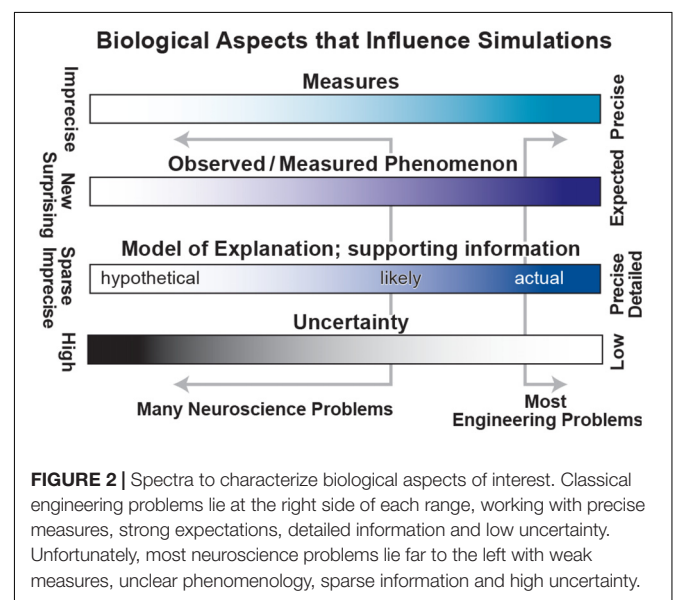 Biological Aspects that Influence Simulations
Measures
Imprecise
Precise
Observed / Measured Phenomenon
New
Surprising
Expected
Model of Explanation; supporting information
Sparse
Imprecise
hypothetical
likely
actual
Precise
Detailed
Uncertainty
High
Low
Many Neuroscience Problems
Most
Engineering Problems
FIGURE 2 | Spectra to characterize biological aspects of interest. Classical
engineering problems lie at the right side of each range, working with precise
measures, strong expectations, detailed information and low uncertainty.
Unfortunately, most neuroscience problems lie far to the left with weak
measures, unclear phenomenology, sparse information and high uncertainty.